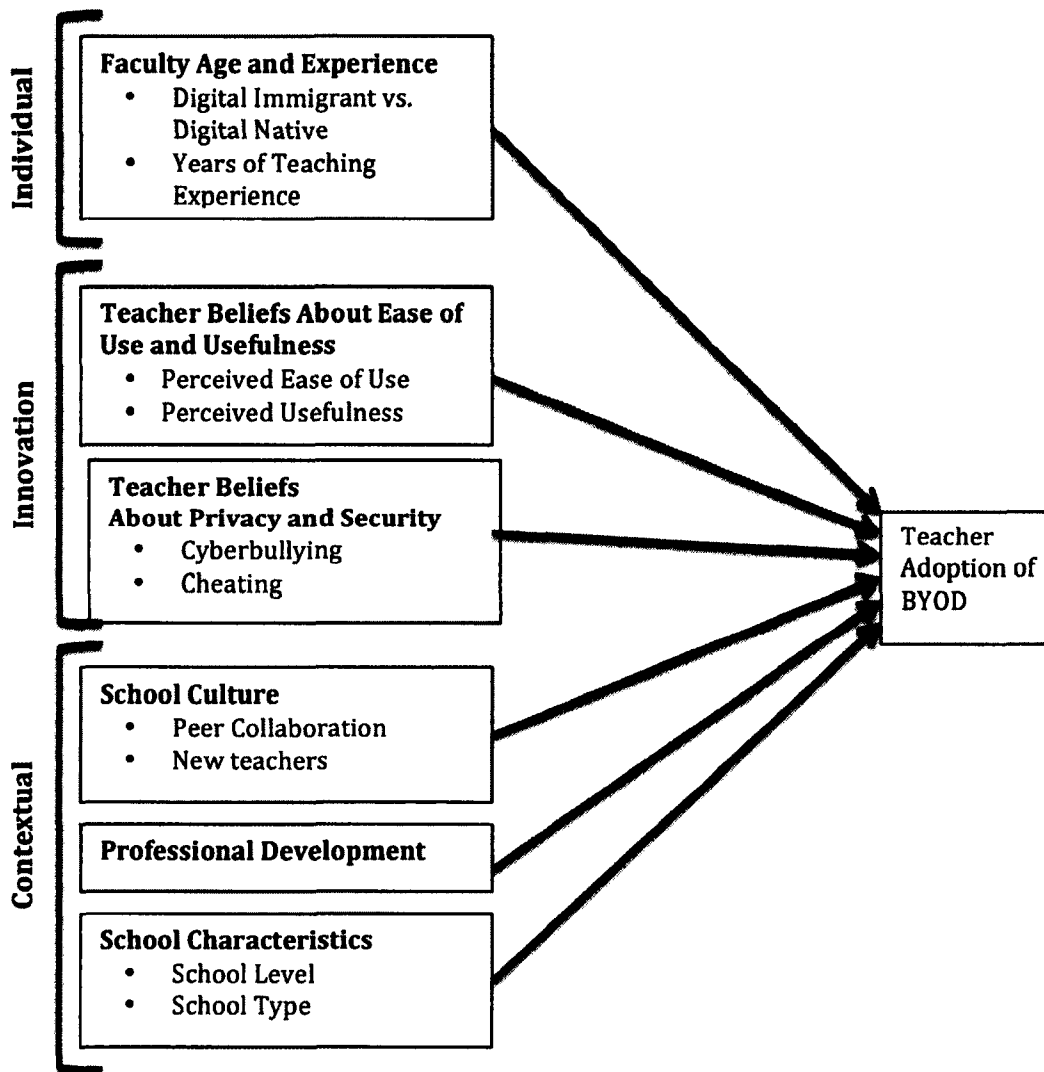 Individual
Faculty Age and Experience
• Digital Immigrant vs.
Digital Native
• Years of Teaching
Experience
Innovation
Teacher Beliefs About Ease of
Use and Usefulness
• Perceived Ease of Use
• Perceived Usefulness
Teacher Beliefs
About Privacy and Security
• Cyberbullying
• Cheating
Contextual
School Culture
• Peer Collaboration
• New teachers
Professional Development
School Characteristics
• School Level
• School Type
Teacher
Adoption of
BYOD